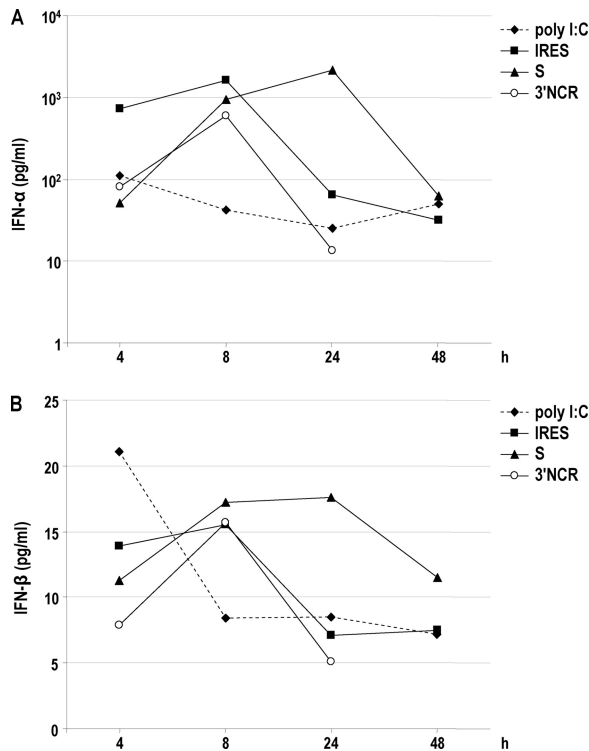 A
IFN-α (pg/ml)
10⁴
10³
10²
10
1
4 8 24 48 h
poly I:C
IRES
S
3'NCR
B
IFN-β (pg/ml)
25
20
15
10
5
0
4 8 24 48 h
poly I:C
IRES
S
3'NCR